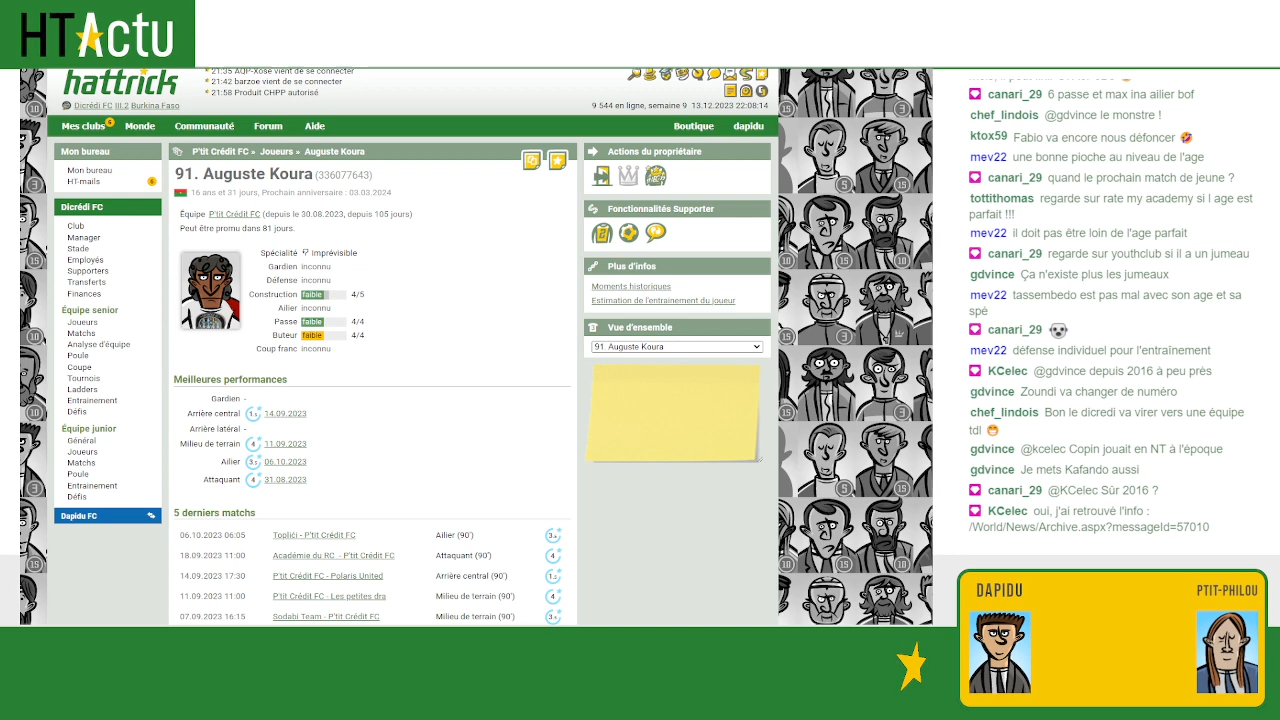 HTActu
hattrick
21:35 AQP-Xose vient de se connecter
21:42 barzoe vient de se connecter
21:58 Produit CHPP autorisé
Dicrédi FC III.2 Burkina Faso
9 544 en ligne, semaine 9 13.12.2023 22:08:14
Mes clubs 6 Monde Communauté Forum Aide Boutique dapidu
Mon bureau
Mon bureau
HT-mails 6
Dicrédi FC
Club
Manager
Stade
Employés
Supporters
Transferts
Finances
Équipe senior
Joueurs
Matchs
Analyse d'équipe
Poule
Coupe
Tournois
Ladders
Entrainement
Défis
Équipe junior
Général
Joueurs
Matchs
Poule
Entrainement
Défis
Dapidu FC
P'tit Crédit FC » Joueurs » Auguste Koura
91. Auguste Koura (336077643)
16 ans et 31 jours, Prochain anniversaire : 03.03.2024
Équipe P'tit Crédit FC (depuis le 30.08.2023, depuis 105 jours)
Peut être promu dans 81 jours.
Spécialité Imprévisible
Gardien inconnu
Défense inconnu
Construction faible 4/5
Ailier inconnu
Passe faible 4/4
Buteur faible 4/4
Coup franc inconnu
Meilleures performances
Gardien -
Arrière central 1.5 14.09.2023
Arrière latéral -
Milieu de terrain 4 11.09.2023
Ailier 3.5 06.10.2023
Attaquant 4 31.08.2023
5 derniers matchs
06.10.2023 06:05 Topliči - P'tit Crédit FC Ailier (90') 3.5
18.09.2023 11:00 Académie du RC - P'tit Crédit FC Attaquant (90') 4
14.09.2023 17:30 P'tit Crédit FC - Polaris United Arrière central (90') 1.5
11.09.2023 11:00 P'tit Crédit FC - Les petites dra Milieu de terrain (90') 4
07.09.2023 16:15 Sodabi Team - P'tit Crédit FC Milieu de terrain (90')
Actions du propriétaire
Fonctionnalités Supporter
Plus d'infos
Moments historiques
Estimation de l'entrainement du joueur
Vue d'ensemble
91. Auguste Koura
canari_29 6 passe et max ina ailier bof
chef_lindois @gdvince le monstre !
ktox59 Fabio va encore nous défoncer 🤣
mev22 une bonne pioche au niveau de l'age
canari_29 quand le prochain match de jeune ?
tottithomas regarde sur rate my academy si l age est
parfait !!!
mev22 il doit pas être loin de l'age parfait
canari_29 regarde sur youthclub si il a un jumeau
gdvince Ça n'existe plus les jumeaux
mev22 tassembedo est pas mal avec son age et sa
spé
canari_29
mev22 défense individuel pour l'entraînement
KCelec @gdvince depuis 2016 à peu près
gdvince Zoundi va changer de numéro
chef_lindois Bon le dicredi va virer vers une équipe
tdl 😁
gdvince @kcelec Copin jouait en NT à l'époque
gdvince Je mets Kafando aussi
canari_29 @KCelec Sûr 2016 ?
KCelec oui, j'ai retrouvé l'info :
/World/News/Archive.aspx?messageId=57010
DAPIDU PTIT-PHILOU